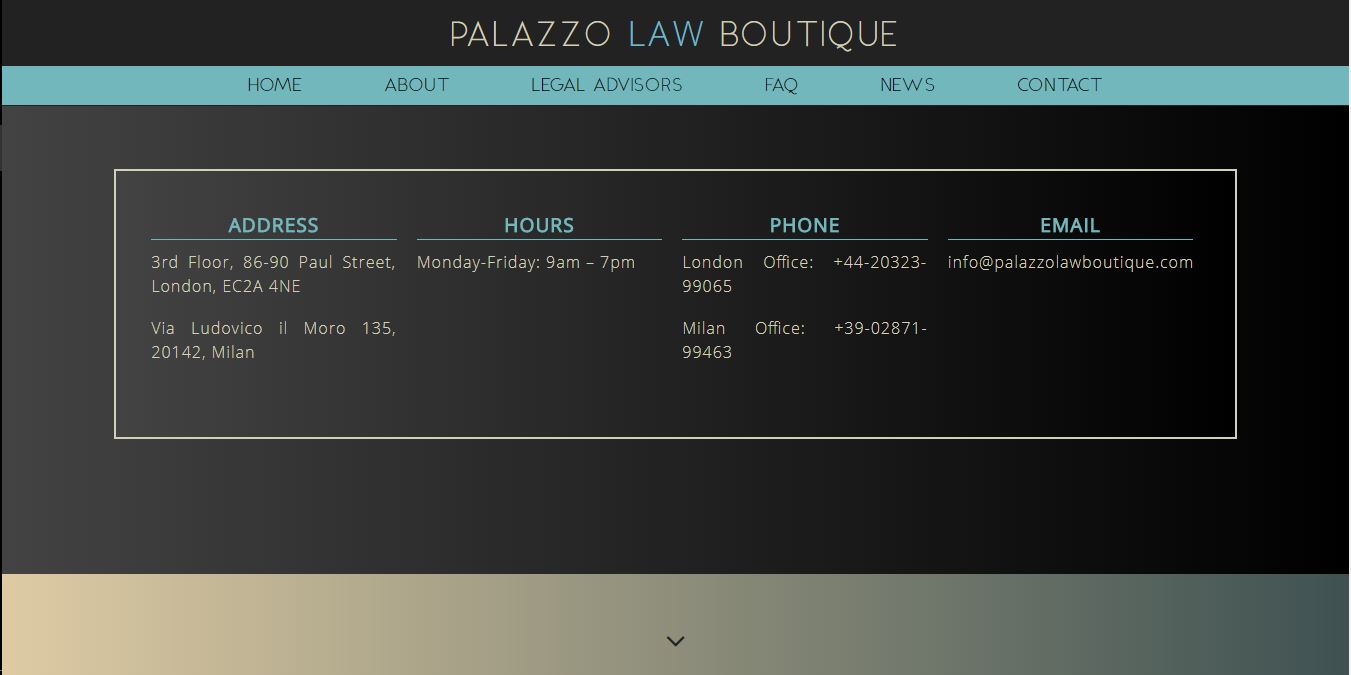 PALAZZO LAW BOUTIQUE
HOME ABOUT LEGAL ADVISORS FAQ NEWS CONTACT
ADDRESS
3rd Floor, 86-90 Paul Street,
London, EC2A 4NE
Via Ludovico il Moro 135,
20142, Milan
HOURS
Monday-Friday: 9am – 7pm
PHONE
London Office: +44-20323-
99065
Milan Office: +39-02871-
99463
EMAIL
info@palazzolawboutique.com